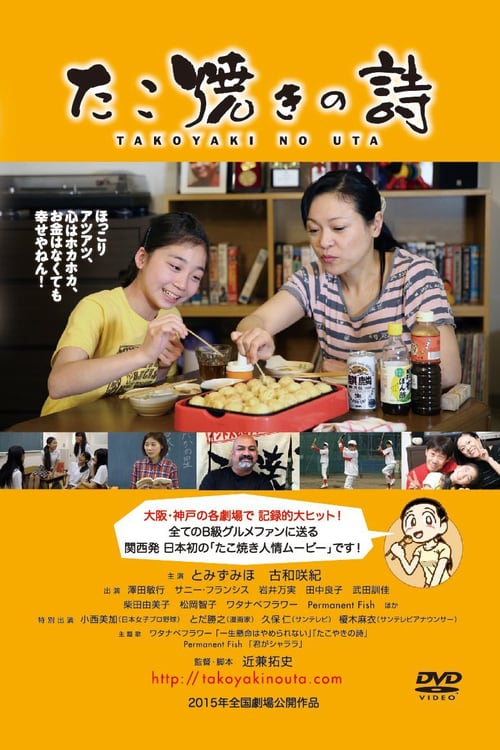 たこ焼きの詩
TAKOYAKI NO UTA
ほっこり
アツアツ、
心はホカホカ、
お金はなくても
幸せやねん！
大阪・神戸の各劇場で 記録的大ヒット！
全てのB級グルメファンに送る
関西発 日本初の「たこ焼き人情ムービー」です！
主演 とみずみほ 古和咲紀
出演 澤田敏行 サニー・フランシス 岩井万実 田中良子 武田訓佳
柴田由美子 松岡智子 ワタナベフラワー Permanent Fish ほか
特別出演 小西美加（日本女子プロ野球） とだ勝之（漫画家） 久保 仁（サンテレビ） 榎木麻衣（サンテレビアナウンサー）
主題歌 ワタナベフラワー 「一生懸命はやめられない」「たこやきの詩」
Permanent Fish 「君がシャララ」
監督・脚本 近兼拓史
http://takoyakinouta.com
DVD
VIDEO
2015年全国劇場公開作品